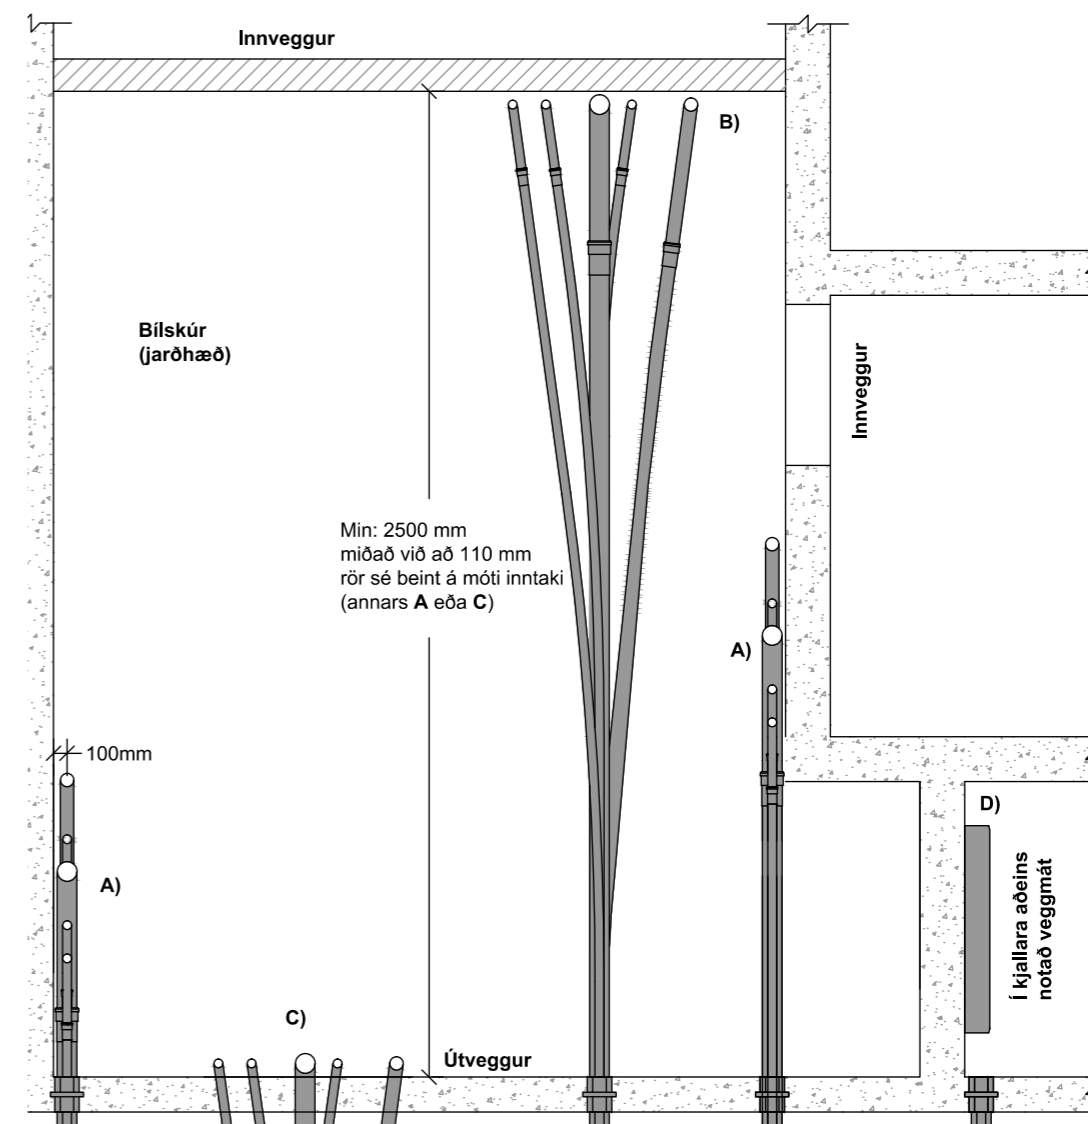 Innveggur
B)
Bílskúr
(jarðhæð)
Innveggur
Min: 2500 mm
miðað við að 110 mm
rör sé beint á móti inntaki
(annars A eða C)
A)
100mm
A)
D)
Í kjallara aðeins
notað veggmát
C)
Útveggur